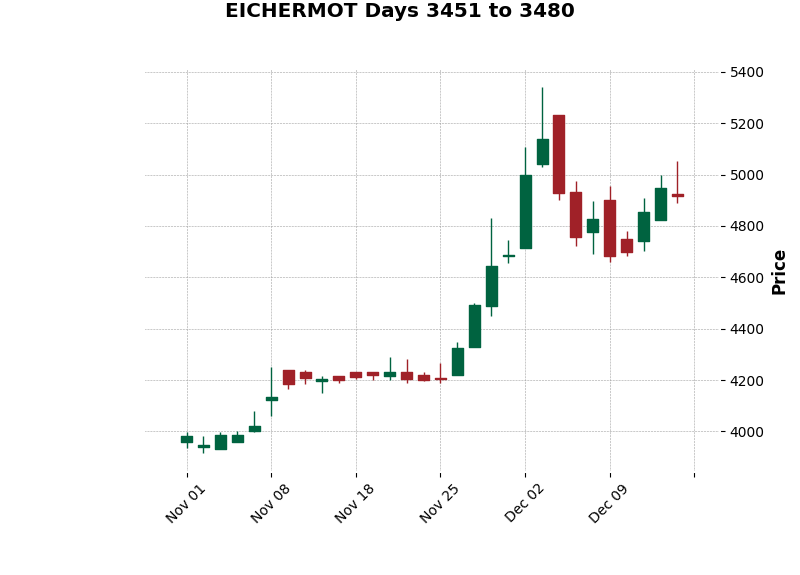 EICHERMOT Days 3451 to 3480
5400
5200
5000
4800
4600
4400
4200
4000
Price
Nov 01
Nov 08
Nov 18
Nov 25
Dec 02
Dec 09